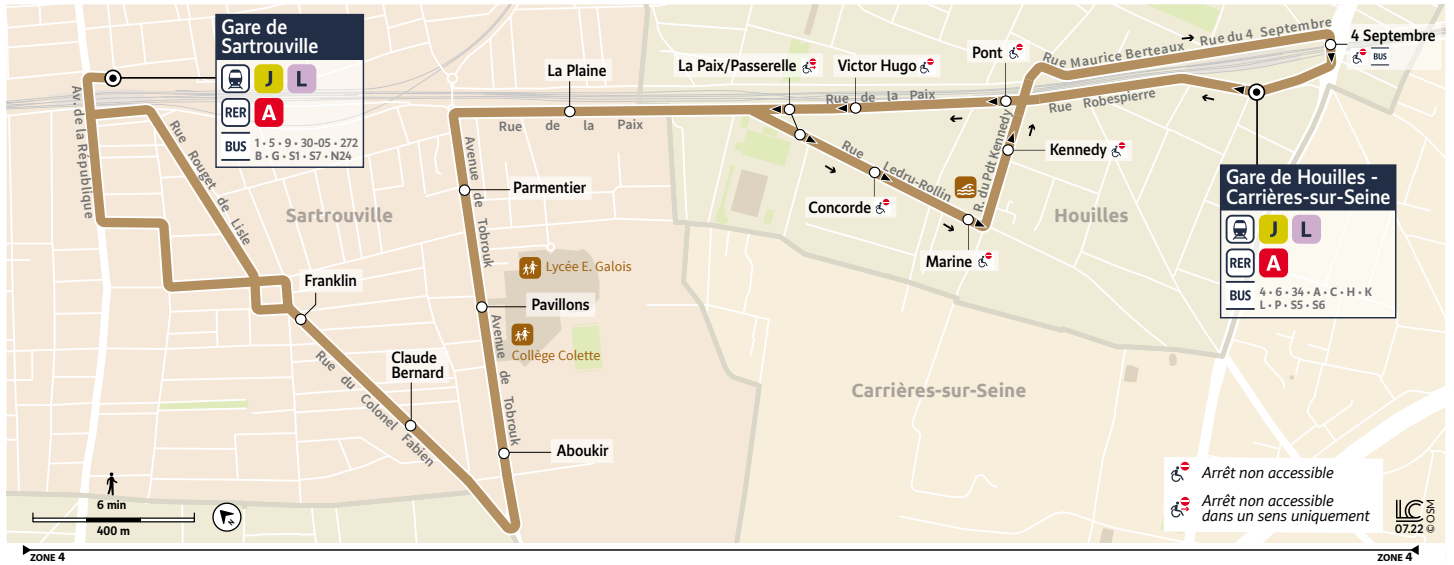 Gare de
Sartrouville
J L
RER A
BUS 1 • 5 • 9 • 30-05 • 272
B • G • S1 • S7 • N24
Av. de la République
Rue Rouget de Lisle
Sartrouville
Franklin
Claude
Bernard
Rue du Colonel Fabien
La Plaine
Rue de la Paix
Avenue de Tobrouk
Parmentier
Lycée E. Galois
Pavillons
Collège Colette
Avenue de Tobrouk
Aboukir
La Paix/Passerelle
Victor Hugo
Rue de la Paix
Pont
Rue Maurice Berteaux
Rue du 4 Septembre
4 Septembre
BUS
Rue Robespierre
Rue Ledru-Rollin
R. du Pdt Kennedy
Kennedy
Concorde
Marine
Houilles
Gare de Houilles -
Carrières-sur-Seine
J L
RER A
BUS 4 • 6 • 34 • A • C • H • K
L • P • S5 • S6
Carrières-sur-Seine
Arrêt non accessible
Arrêt non accessible
dans un sens uniquement
6 min
400 m
N
LC
07.22
© OSM
ZONE 4
ZONE 4